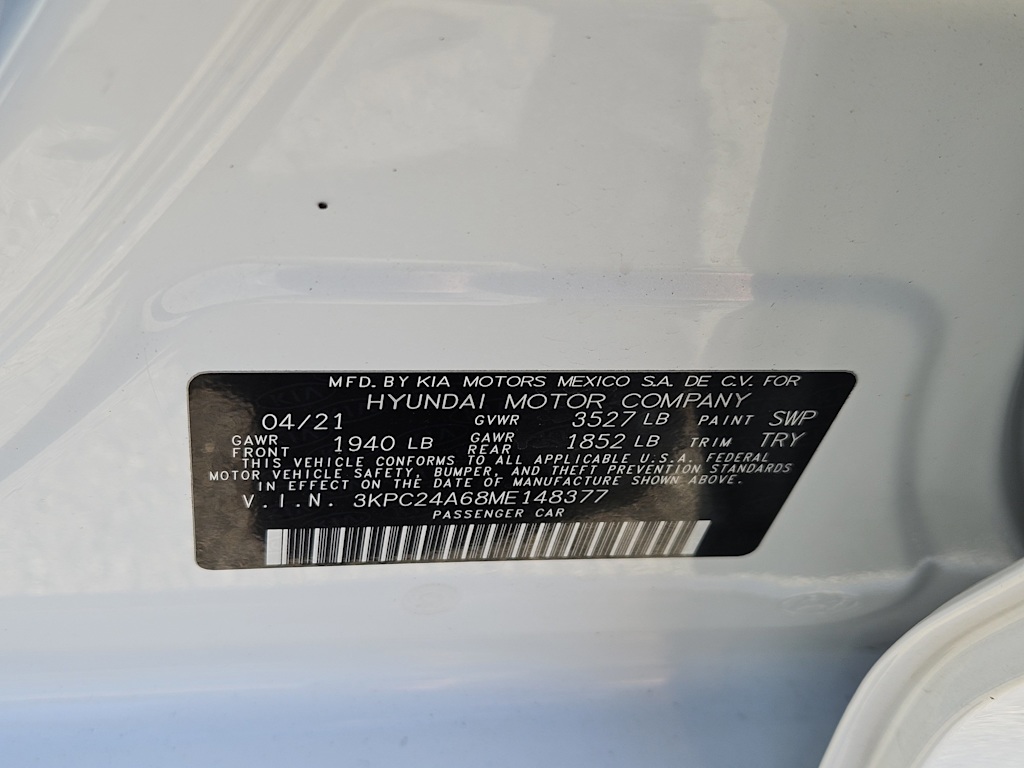 MFD. BY KIA MOTORS MEXICO S.A. DE C.V. FOR
HYUNDAI MOTOR COMPANY
04/21 GVWR 3527 LB PAINT SWP
GAWR FRONT 1940 LB GAWR REAR 1852 LB TRIM TRY
THIS VEHICLE CONFORMS TO ALL APPLICABLE U.S.A. FEDERAL
MOTOR VEHICLE SAFETY, BUMPER, AND THEFT PREVENTION STANDARDS
IN EFFECT ON THE DATE OF MANUFACTURE SHOWN ABOVE.
V.I.N. 3KPC24A68ME148377
PASSENGER CAR